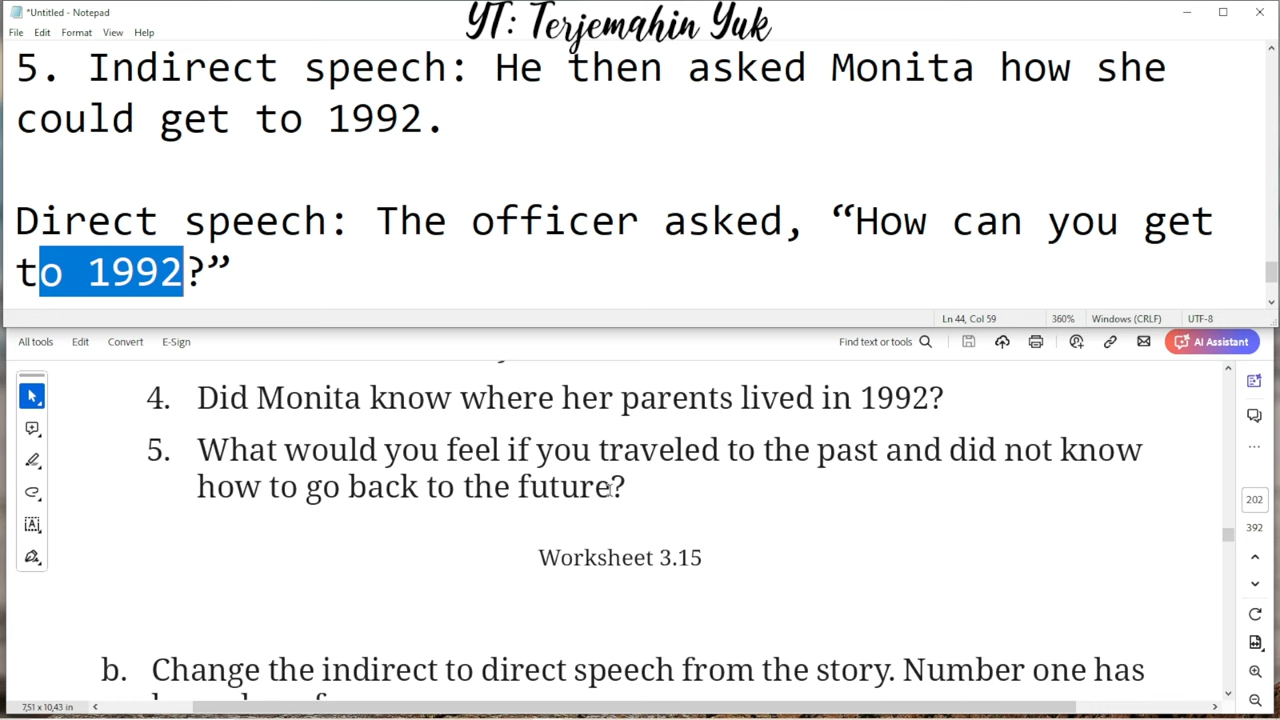 *Untitled - Notepad
YT: Terjemahin Yuk
File Edit Format View Help
5. Indirect speech: He then asked Monita how she
could get to 1992.
Direct speech: The officer asked, “How can you get
to 1992?”
Ln 44, Col 59 360% Windows (CRLF) UTF-8
All tools Edit Convert E-Sign Find text or tools AI Assistant
4. Did Monita know where her parents lived in 1992?
5. What would you feel if you traveled to the past and did not know
how to go back to the future?
202
392
Worksheet 3.15
b. Change the indirect to direct speech from the story. Number one has
7,51 x 10,43 in